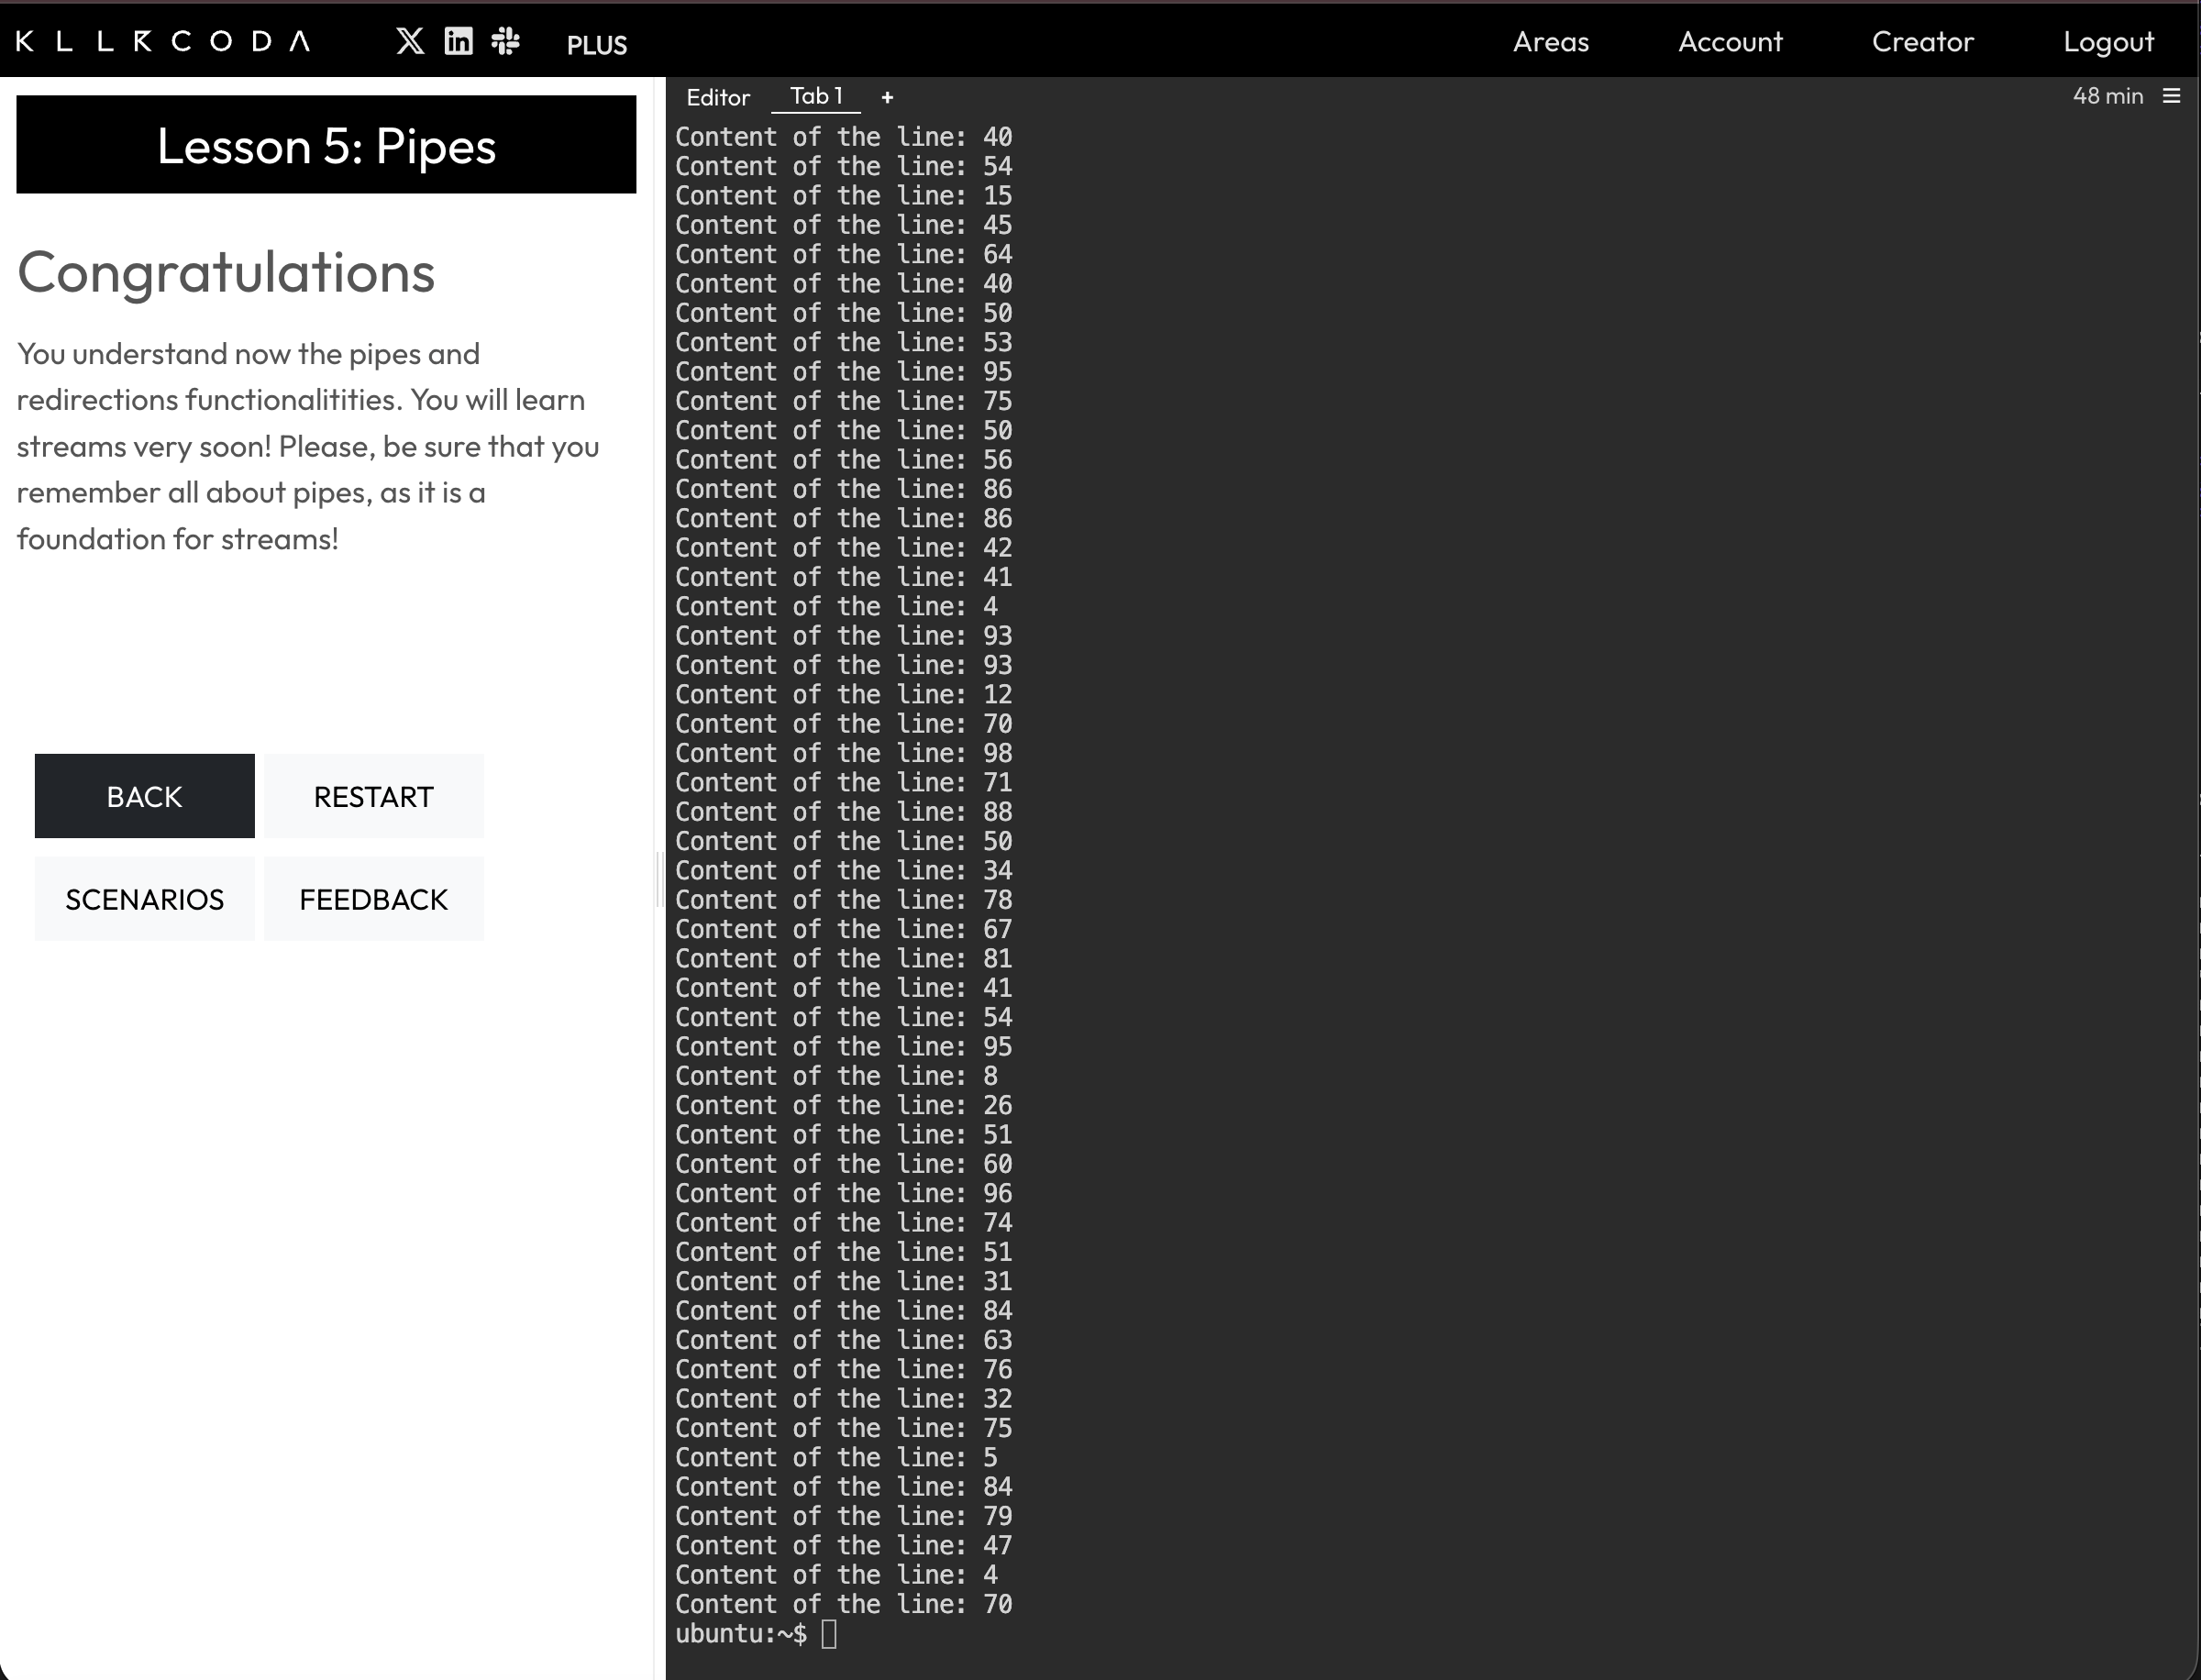 KLLRCODA PLUS Areas Account Creator Logout
Lesson 5: Pipes
Congratulations
You understand now the pipes and
redirections functionalitities. You will learn
streams very soon! Please, be sure that you
remember all about pipes, as it is a
foundation for streams!
BACK RESTART
SCENARIOS FEEDBACK
Editor Tab 1 + 48 min
Content of the line: 40
Content of the line: 54
Content of the line: 15
Content of the line: 45
Content of the line: 64
Content of the line: 40
Content of the line: 50
Content of the line: 53
Content of the line: 95
Content of the line: 75
Content of the line: 50
Content of the line: 56
Content of the line: 86
Content of the line: 86
Content of the line: 42
Content of the line: 41
Content of the line: 4
Content of the line: 93
Content of the line: 93
Content of the line: 12
Content of the line: 70
Content of the line: 98
Content of the line: 71
Content of the line: 88
Content of the line: 50
Content of the line: 34
Content of the line: 78
Content of the line: 67
Content of the line: 81
Content of the line: 41
Content of the line: 54
Content of the line: 95
Content of the line: 8
Content of the line: 26
Content of the line: 51
Content of the line: 60
Content of the line: 96
Content of the line: 74
Content of the line: 51
Content of the line: 31
Content of the line: 84
Content of the line: 63
Content of the line: 76
Content of the line: 32
Content of the line: 75
Content of the line: 5
Content of the line: 84
Content of the line: 79
Content of the line: 47
Content of the line: 4
Content of the line: 70
ubuntu:~$